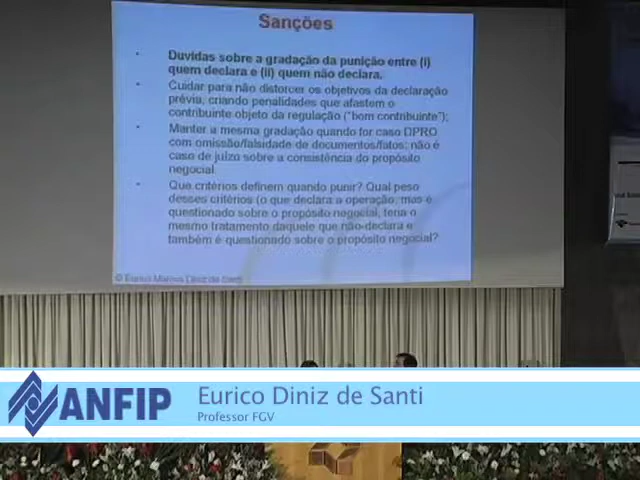 Sanções
Duvidas sobre a gradação da punição entre (i)
quem declara e (ii) quem não declara.
Cuidar para não distorcer os objetivos da declaração
prévia, criando penalidades que afastem o
contribuinte objeto da regulação ("bom contribuinte");
Manter a mesma gradação quando for caso DPRO
com omissão/falsidade de documentos/fatos; não é
caso de juízo sobre a consistência do propósito
negocial.
Que critérios definem quando punir? Qual peso
desses critérios (o que declara a operação, mas é
questionado sobre o propósito negocial, teria o
mesmo tratamento daquele que não-declara e
também é questionado sobre o propósito negocial?
© Eurico Marcos Diniz de Santi
ANFIP
Eurico Diniz de Santi
Professor FGV